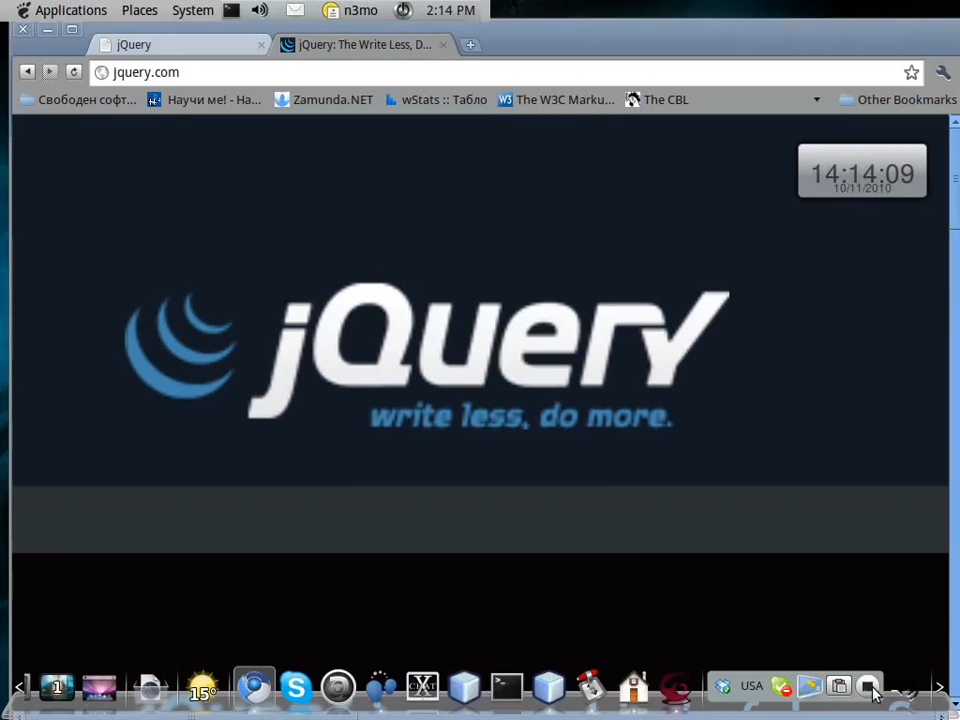 Applications Places System n3mo 2:14 PM
jQuery jQuery: The Write Less, D...
jquery.com
Свободен софт... Научи ме! - На... Zamunda.NET wStats :: Табло The W3C Marku... The CBL Other Bookmarks
14:14:09
10/11/2010
jQuery
write less, do more.
1 15° X CHAT USA